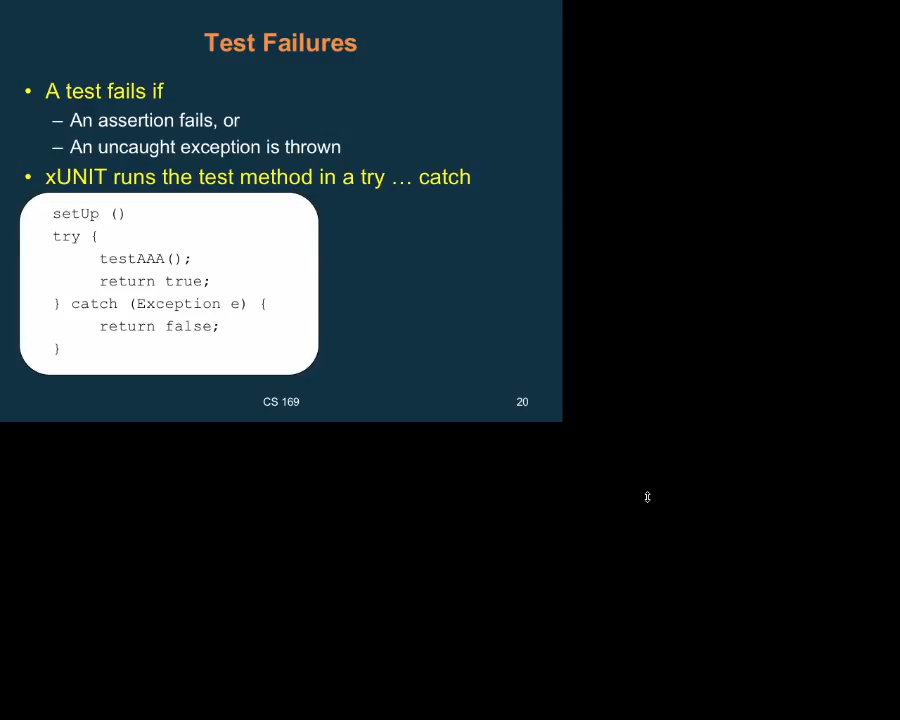 Test Failures
• A test fails if
– An assertion fails, or
– An uncaught exception is thrown
• xUNIT runs the test method in a try … catch
setUp ()
try {
testAAA();
return true;
} catch (Exception e) {
return false;
}
CS 169
20